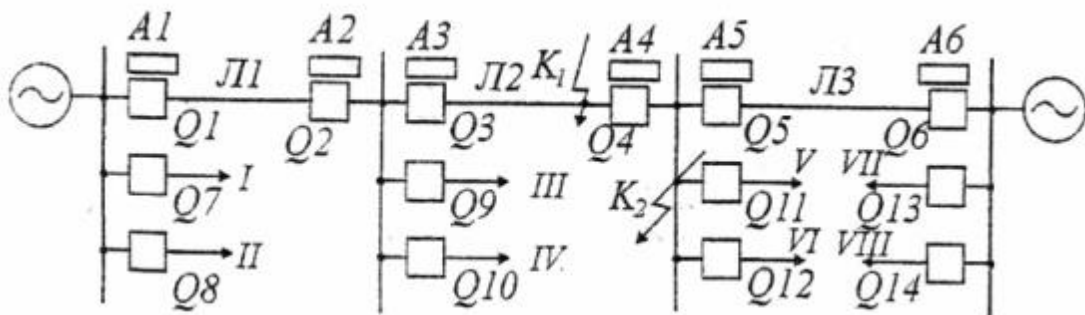 A1 A2 A3 A4 A5 A6
Л1 Л2 K1 Л3
Q1 Q2 Q3 Q4 Q5 Q6
I III V VII
Q7 Q9 K2 Q11 Q13
II IV. VI VIII
Q8 Q10 Q12 Q14